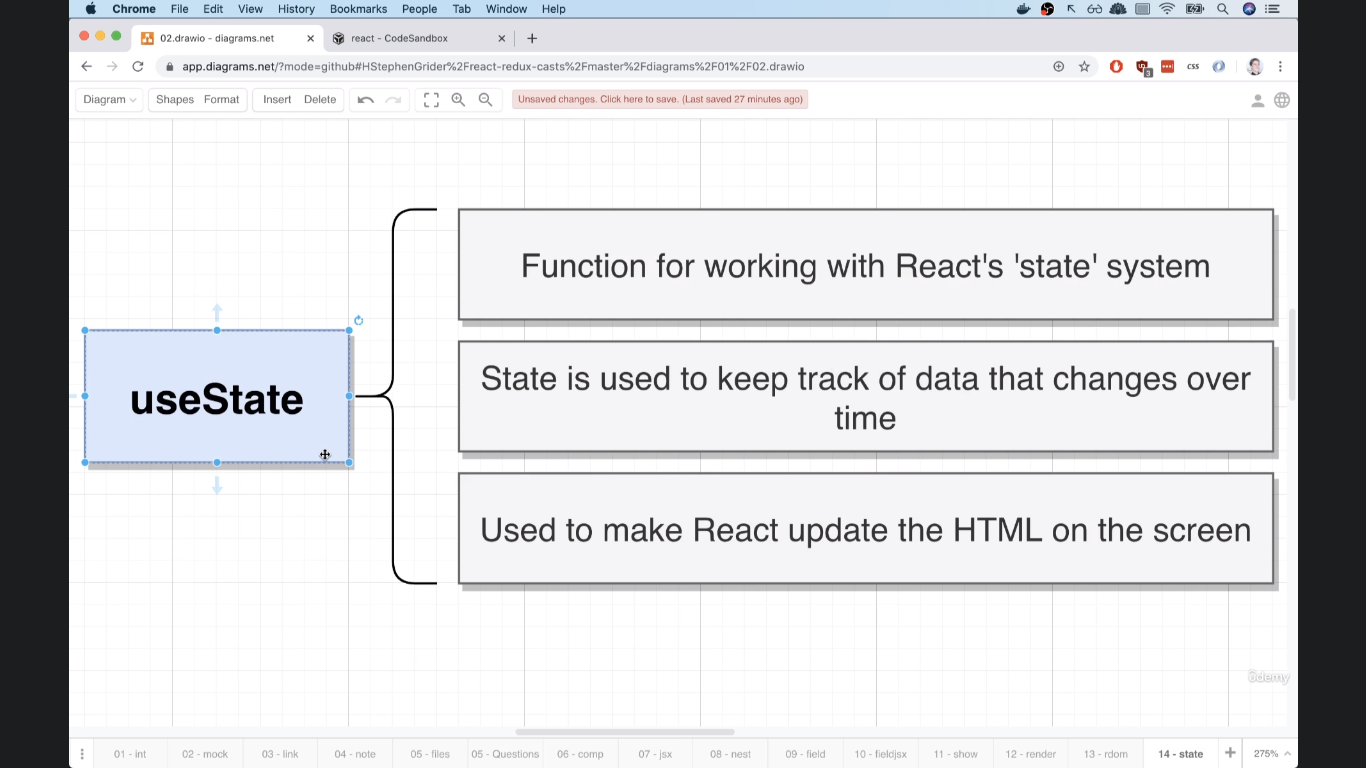 Chrome File Edit View History Bookmarks People Tab Window Help
02.drawio - diagrams.net react - CodeSandbox
app.diagrams.net/?mode=github#HStephenGrider%2Freact-redux-casts%2Fmaster%2Fdiagrams%2F01%2F02.drawio
css
3
Diagram Shapes Format Insert Delete Unsaved changes. Click here to save. (Last saved 27 minutes ago)
Function for working with React's 'state' system
useState
State is used to keep track of data that changes over
time
Used to make React update the HTML on the screen
ûdemy
01 - int 02 - mock 03 - link 04 - note 05 - files 05 - Questions 06 - comp 07 - jsx 08 - nest 09 - field 10 - fieldjsx 11 - show 12 - render 13 - rdom 14 - state 275%